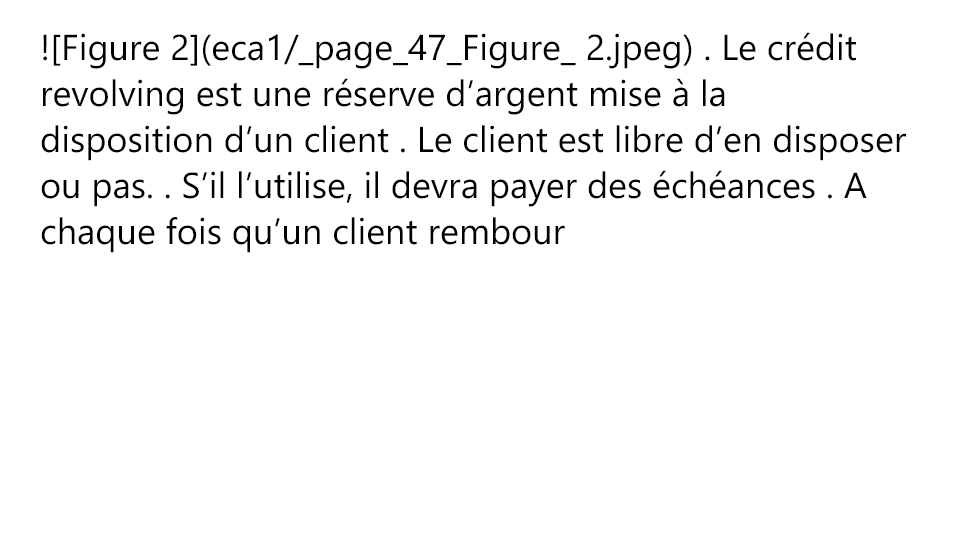 ![Figure 2](eca1/_page_47_Figure_ 2.jpeg) . Le crédit
revolving est une réserve d’argent mise à la
disposition d’un client . Le client est libre d’en disposer
ou pas. . S’il l’utilise, il devra payer des échéances . A
chaque fois qu’un client rembour